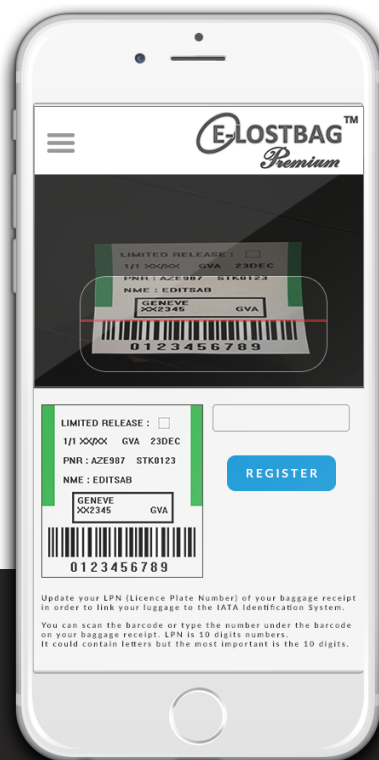 E-LOSTBAG™
Premium
LIMITED RELEASE :
1/1 XX/XX GVA 23DEC
PNR : AZE987 STK0123
NME : EDITSAB
GENEVE
XX2345 GVA
0123456789
LIMITED RELEASE :
1/1 XX/XX GVA 23DEC
PNR : AZE987 STK0123
NME : EDITSAB
GENEVE
XX2345 GVA
0123456789
REGISTER
Update your LPN (Licence Plate Number) of your baggage receipt
in order to link your luggage to the IATA Identification System.
You can scan the barcode or type the number under the barcode
on your baggage receipt. LPN is 10 digits numbers.
It could contain letters but the most important is the 10 digits.